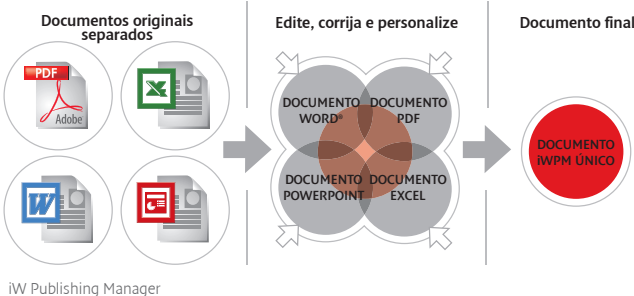 Documentos originais
separados
Edite, corrija e personalize
Documento final
PDF
Adobe
X
W
DOCUMENTO
WORD®
DOCUMENTO
PDF
DOCUMENTO
POWERPOINT
DOCUMENTO
EXCEL
DOCUMENTO
iWPM ÚNICO
iW Publishing Manager